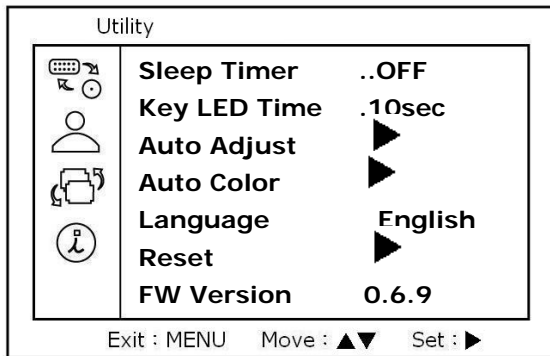 Utility
Sleep Timer ..OFF
Key LED Time .10sec
Auto Adjust ▶
Auto Color ▶
Language English
Reset ▶
FW Version 0.6.9
Exit : MENU Move : ▲▼ Set : ▶